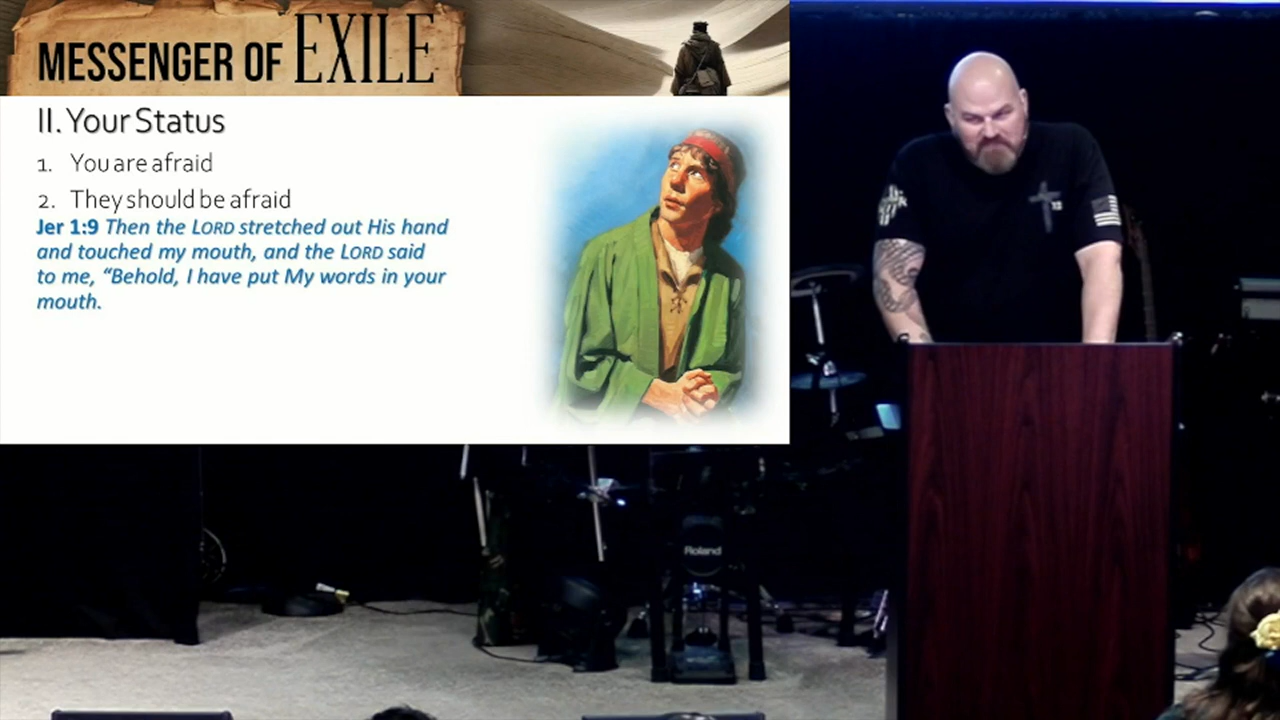 MESSENGER OF EXILE
II. Your Status
1. You are afraid
2. They should be afraid
Jer 1:9 Then the LORD stretched out His hand
and touched my mouth, and the LORD said
to me, “Behold, I have put My words in your
mouth.
Roland